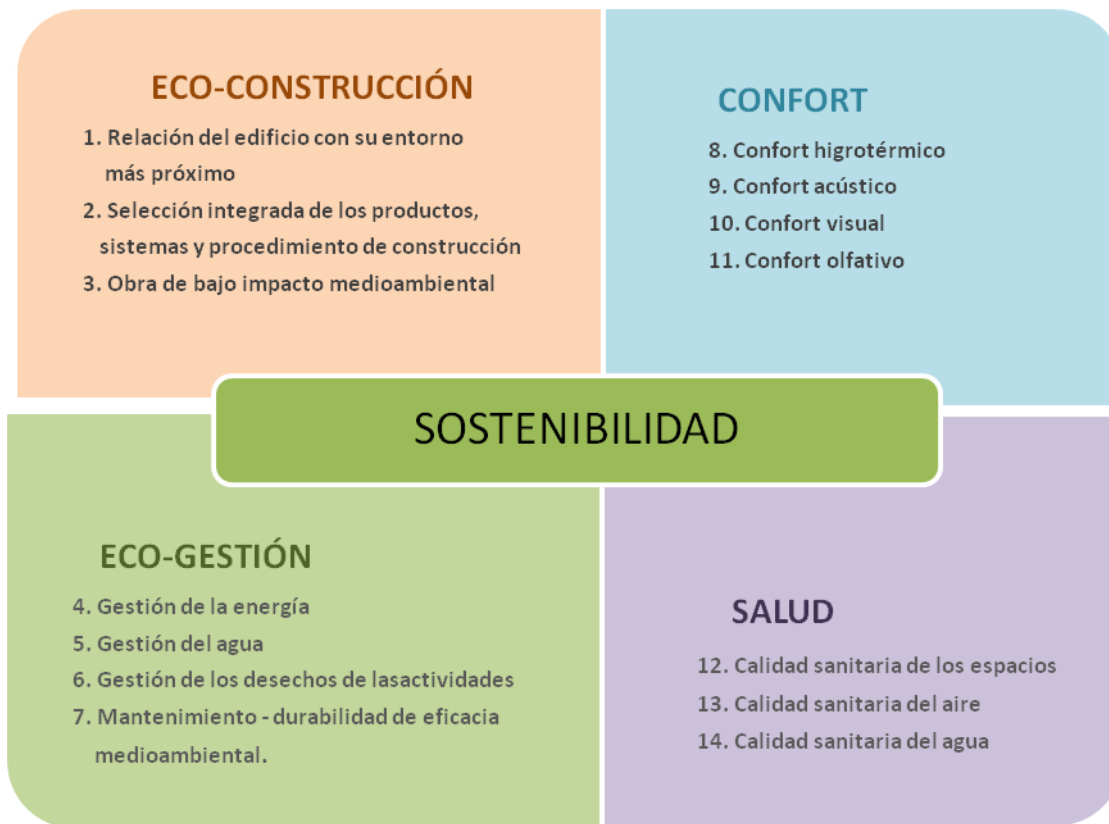 ECO-CONSTRUCCIÓN
1. Relación del edificio con su entorno
más próximo
2. Selección integrada de los productos,
sistemas y procedimiento de construcción
3. Obra de bajo impacto medioambiental
CONFORT
8. Confort higrotérmico
9. Confort acústico
10. Confort visual
11. Confort olfativo
SOSTENIBILIDAD
ECO-GESTIÓN
4. Gestión de la energía
5. Gestión del agua
6. Gestión de los desechos de lasactividades
7. Mantenimiento - durabilidad de eficacia
medioambiental.
SALUD
12. Calidad sanitaria de los espacios
13. Calidad sanitaria del aire
14. Calidad sanitaria del agua